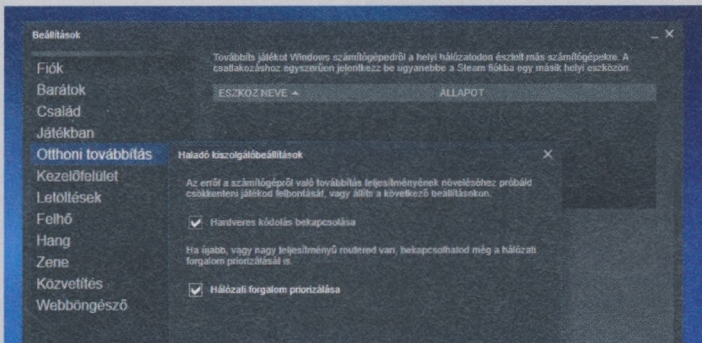 Beállítások
Továbbíts játékot Windows számítógépedről a helyi hálózatodon észlelt más számítógépekre. A
csatlakozáshoz egyszerűen jelentkezz be ugyanebbe a Steam fiókba egy másik helyi eszközön.
ESZKÖZ NEVE
ÁLLAPOT
Fiók
Barátok
Család
Játékban
Otthoni továbbítás
Kezelőfelület
Letöltések
Felhő
Hang
Zene
Közvetítés
Webböngésző
Haladó kiszolgálóbeállítások
Az erről a számítógépről való továbbítás teljesítményének növeléséhez próbáld
csökkenteni játékod felbontását, vagy állíts a következő beállításokon.
Hardveres kódolás bekapcsolása
Ha újabb, vagy nagy teljesítményű routered van, bekapcsolhatod még a hálózati
forgalom priorizálását is.
Hálózati forgalom priorizálása